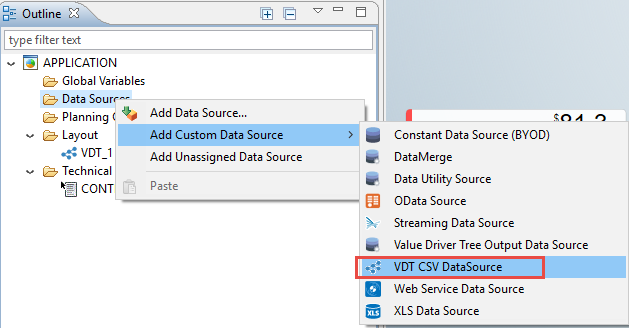 Outline
type filter text
APPLICATION
Global Variables
Data Sources
Planning
Layout
VDT_1
Technical
CONT
Add Data Source...
Add Custom Data Source
Add Unassigned Data Source
Paste
Constant Data Source (BYOD)
DataMerge
Data Utility Source
OData Source
Streaming Data Source
Value Driver Tree Output Data Source
VDT CSV DataSource
Web Service Data Source
XLS
XLS Data Source